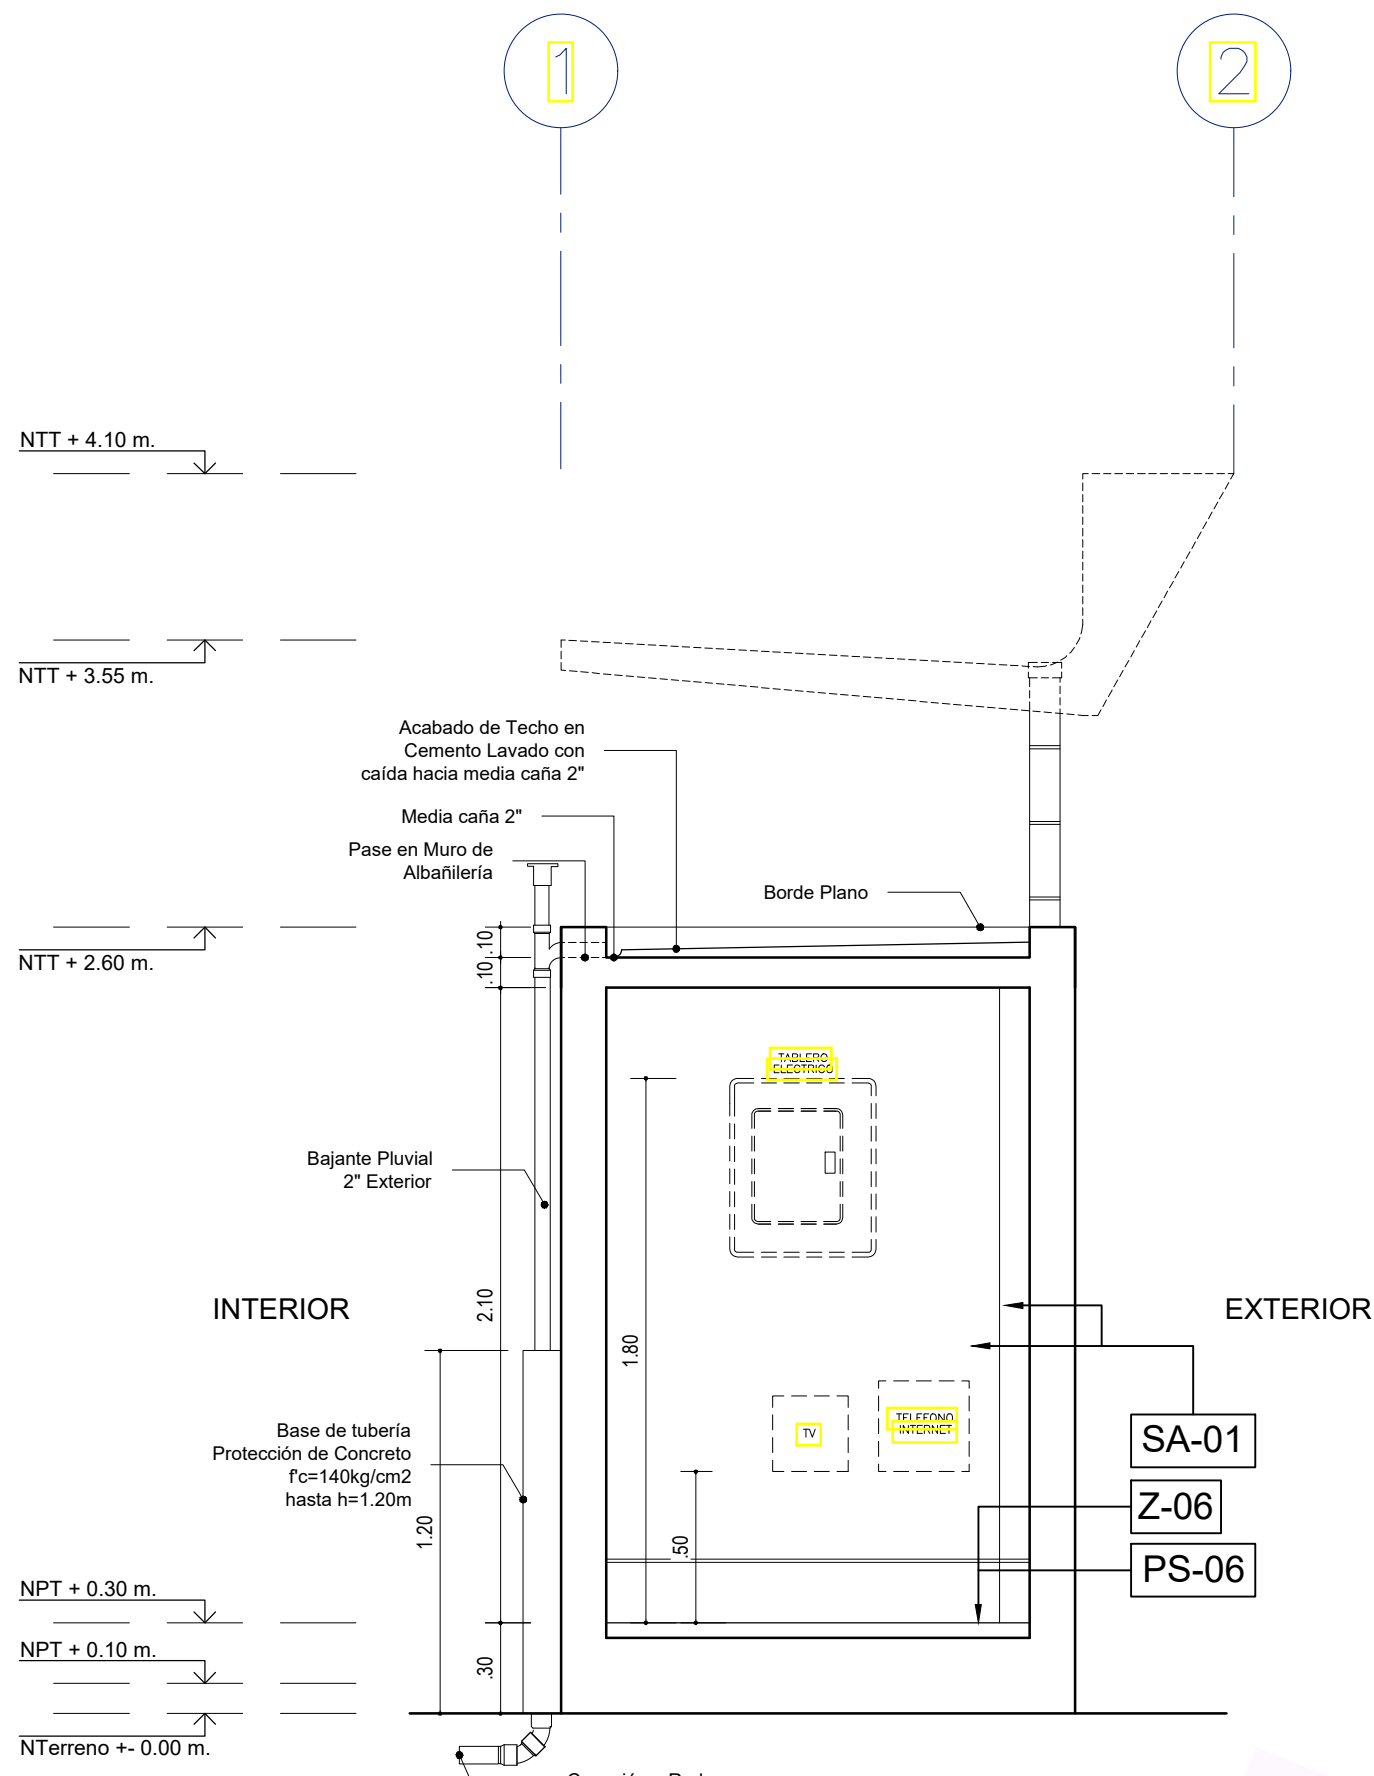 1
2
NTT + 4.10 m.
NTT + 3.55 m.
Acabado de Techo en
Cemento Lavado con
caída hacia media caña 2"
Media caña 2"
Pase en Muro de
Albañilería
Borde Plano
NTT + 2.60 m.
.10
.10
TABLERO
ELECTRICO
Bajante Pluvial
2" Exterior
INTERIOR
2.10
EXTERIOR
1.80
TV
TELEFONO
INTERNET
SA-01
Base de tubería
Protección de Concreto
f'c=140kg/cm2
hasta h=1.20m
Z-06
1.20
.50
PS-06
NPT + 0.30 m.
NPT + 0.10 m.
.30
NTerreno +- 0.00 m.